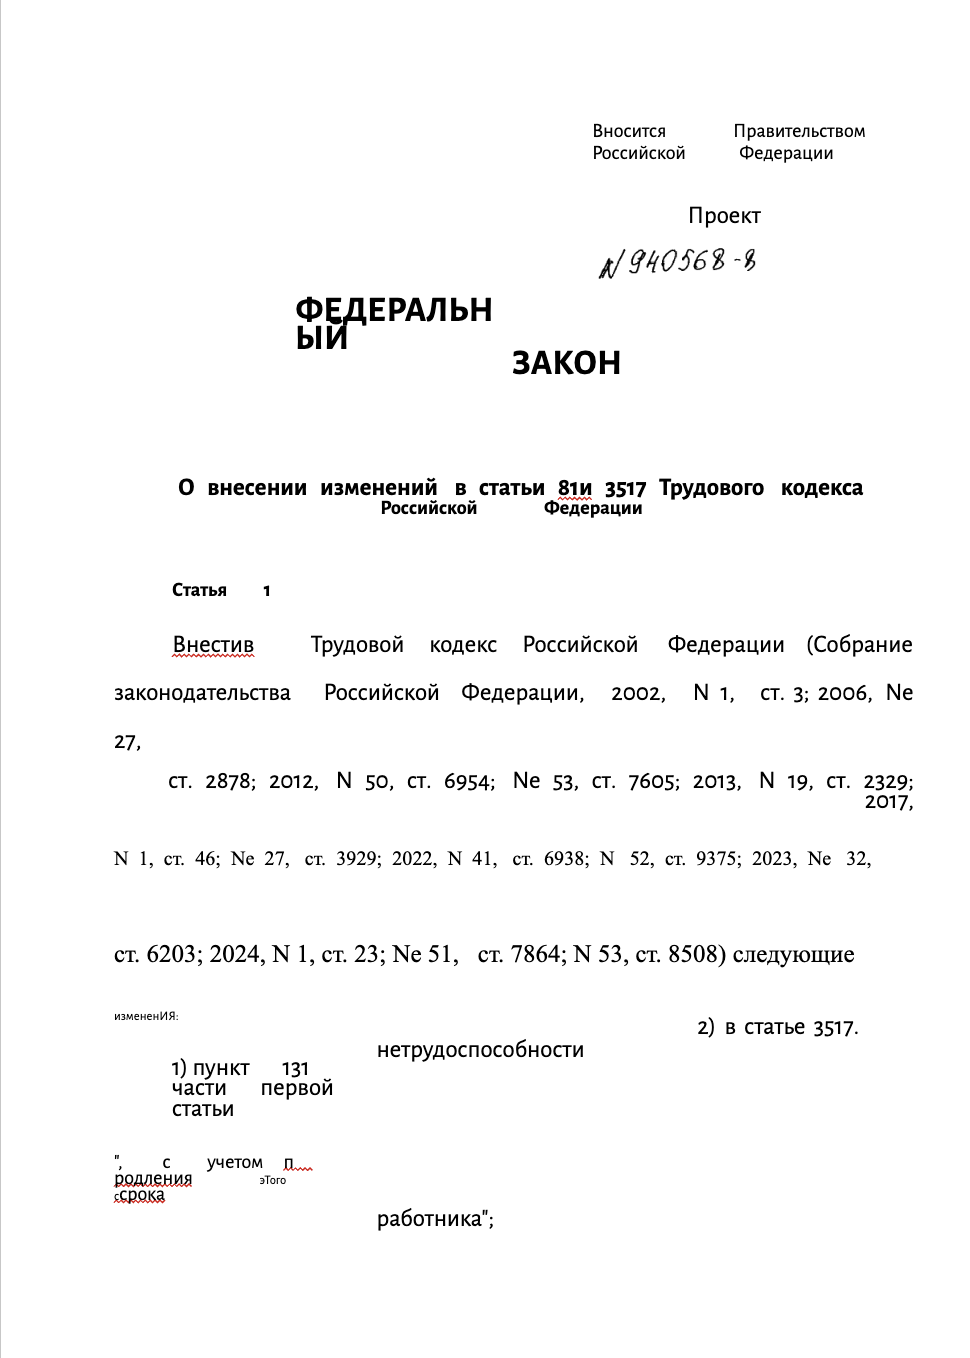 Вносится Правительством
Российской Федерации
Проект
N 940568-8
ФЕДЕРАЛЬН
ЫЙ
ЗАКОН
О внесении изменений в статьи 81и 3517 Трудового кодекса
Российской Федерации
Статья 1
Внестив Трудовой кодекс Российской Федерации (Собрание
законодательства Российской Федерации, 2002, N 1, ст. 3; 2006, Ne
27,
ст. 2878; 2012, N 50, ст. 6954; Ne 53, ст. 7605; 2013, N 19, ст. 2329;
2017,
N 1, ст. 46; Ne 27, ст. 3929; 2022, N 41, ст. 6938; N 52, ст. 9375; 2023, Ne 32,
ст. 6203; 2024, N 1, ст. 23; Ne 51, ст. 7864; N 53, ст. 8508) следующие
измененИЯ:
2) в статье 3517.
нетрудоспособности
1) пункт 131
части первой
статьи
", с учетом п
родления эТого
ссрока
работника";